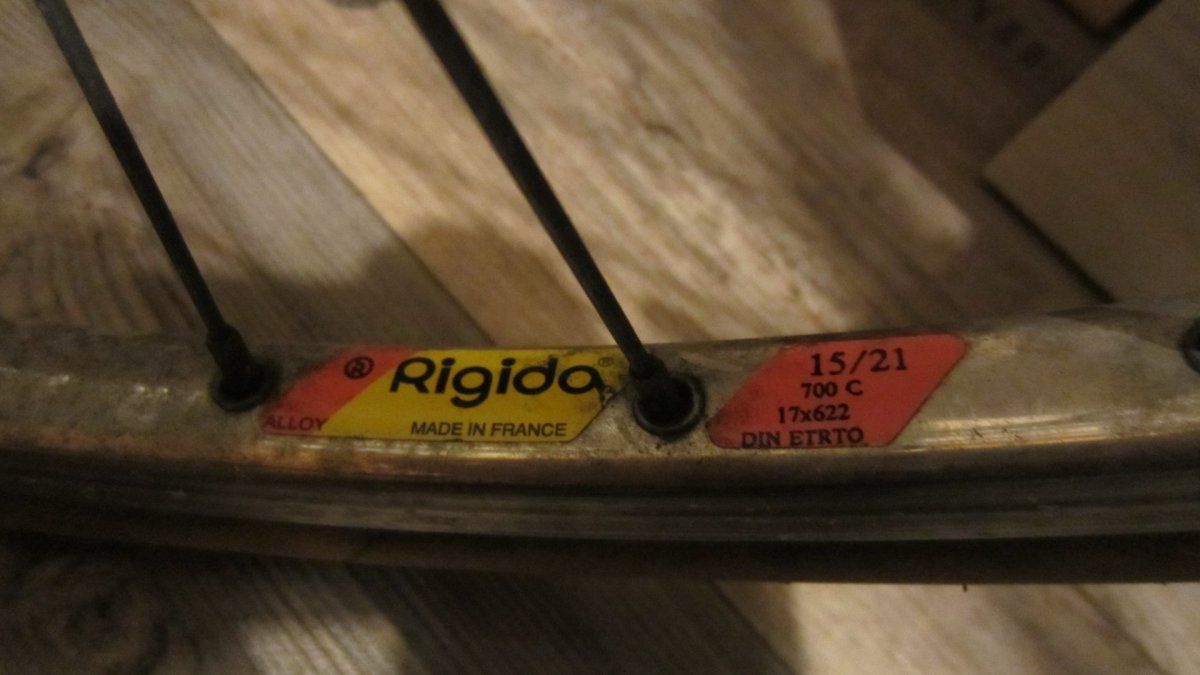 ® Rigida®
ALLOY MADE IN FRANCE
15/21
700 C
17x622
DIN ETRTO